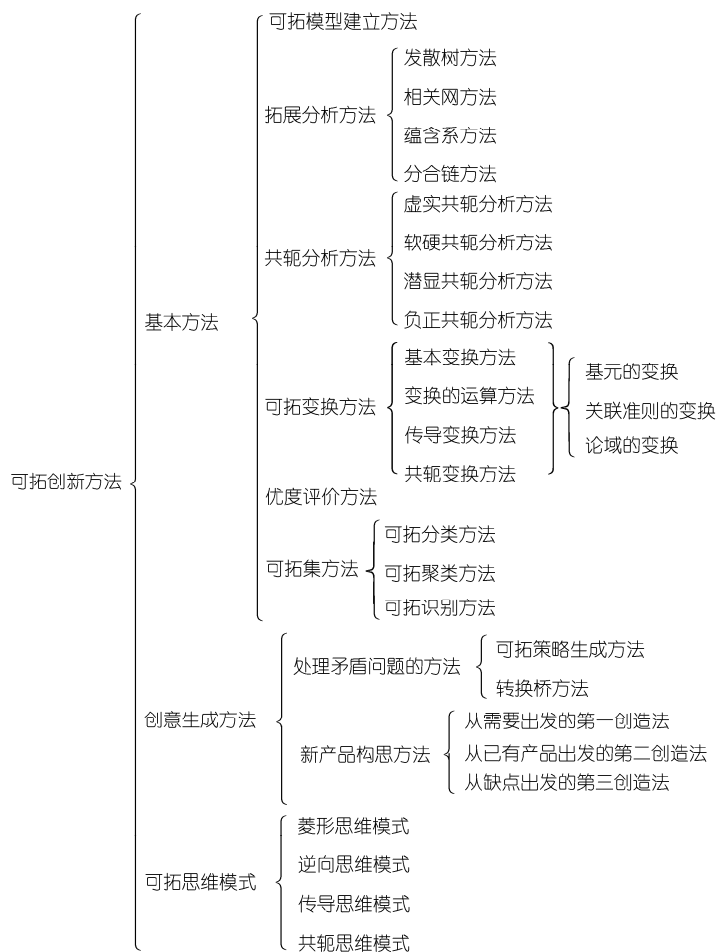 可拓创新方法
基本方法
可拓模型建立方法
拓展分析方法
发散树方法
相关网方法
蕴含系方法
分合链方法
共轭分析方法
虚实共轭分析方法
软硬共轭分析方法
潜显共轭分析方法
负正共轭分析方法
可拓变换方法
基本变换方法
变换的运算方法
传导变换方法
共轭变换方法
基元的变换
关联准则的变换
论域的变换
优度评价方法
可拓集方法
可拓分类方法
可拓聚类方法
可拓识别方法
创意生成方法
处理矛盾问题的方法
可拓策略生成方法
转换桥方法
新产品构思方法
从需要出发的第一创造法
从已有产品出发的第二创造法
从缺点出发的第三创造法
可拓思维模式
菱形思维模式
逆向思维模式
传导思维模式
共轭思维模式